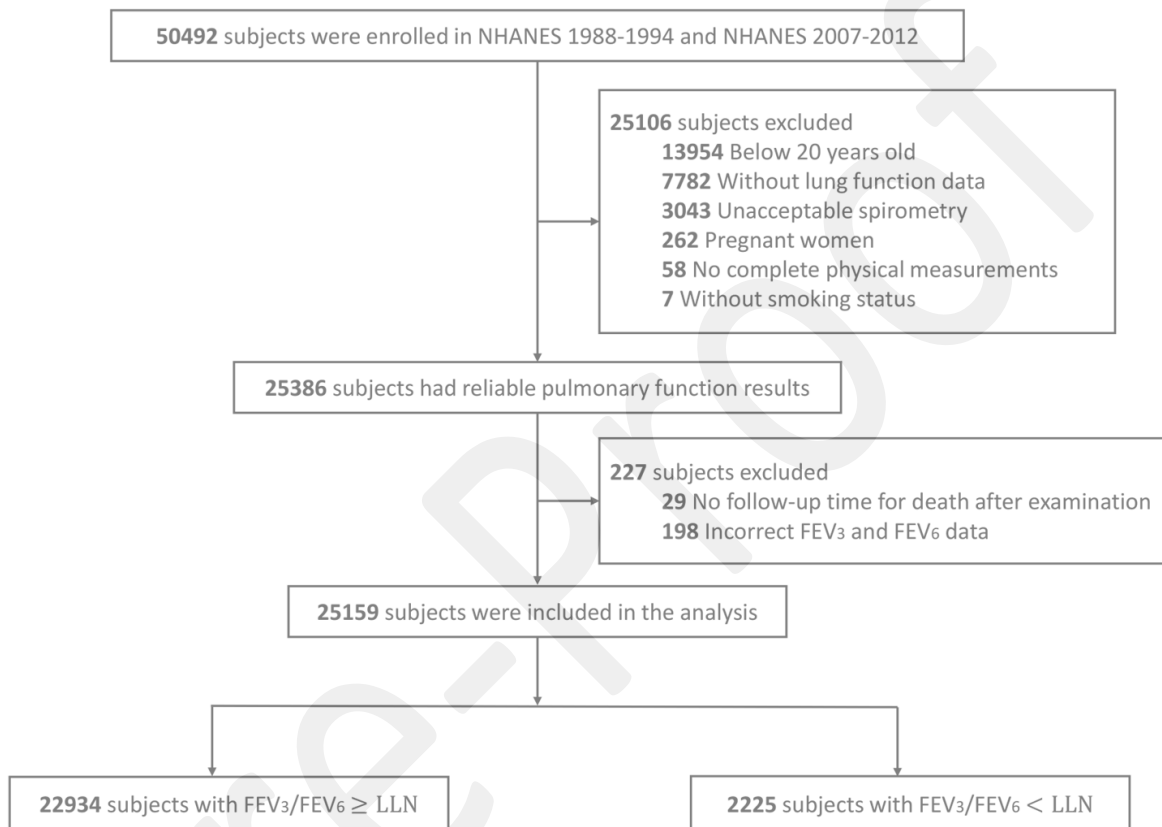 50492 subjects were enrolled in NHANES 1988-1994 and NHANES 2007-2012
25106 subjects excluded
13954 Below 20 years old
7782 Without lung function data
3043 Unacceptable spirometry
262 Pregnant women
58 No complete physical measurements
7 Without smoking status
25386 subjects had reliable pulmonary function results
227 subjects excluded
29 No follow-up time for death after examination
198 Incorrect FEV₃ and FEV₆ data
25159 subjects were included in the analysis
22934 subjects with FEV₃/FEV₆ ≥ LLN
2225 subjects with FEV₃/FEV₆ < LLN
re-proof